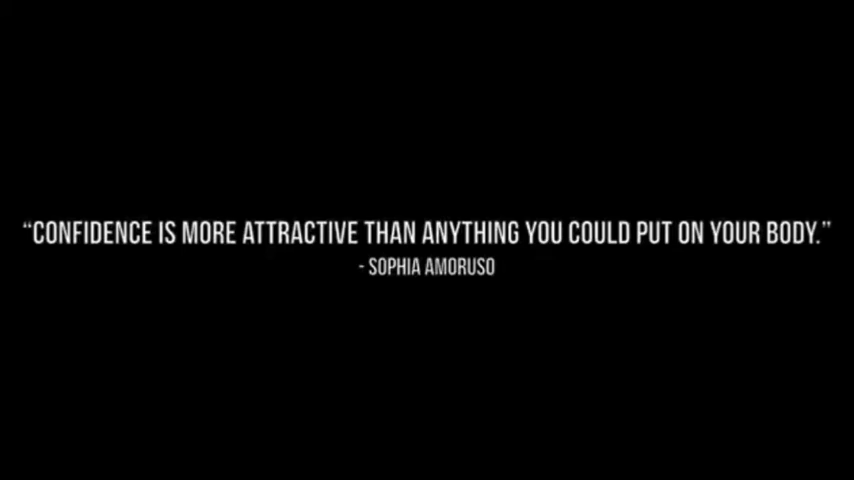 “CONFIDENCE IS MORE ATTRACTIVE THAN ANYTHING YOU COULD PUT ON YOUR BODY.”
- SOPHIA AMORUSO